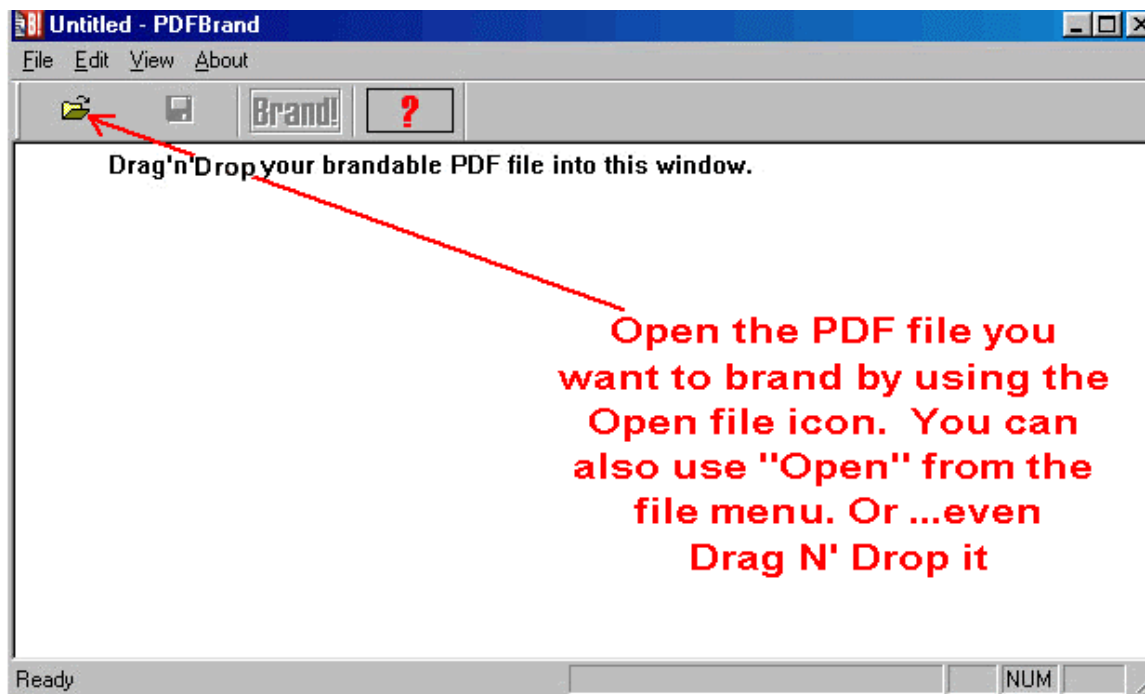 Untitled - PDFBrand
File Edit View About
Brand! ?
Drag'n'Drop your brandable PDF file into this window.
Open the PDF file you
want to brand by using the
Open file icon. You can
also use "Open" from the
file menu. Or ...even
Drag N' Drop it
Ready NUM